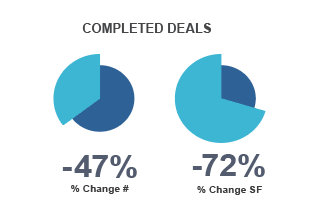 COMPLETED DEALS
-47% -72%
% Change # % Change SF